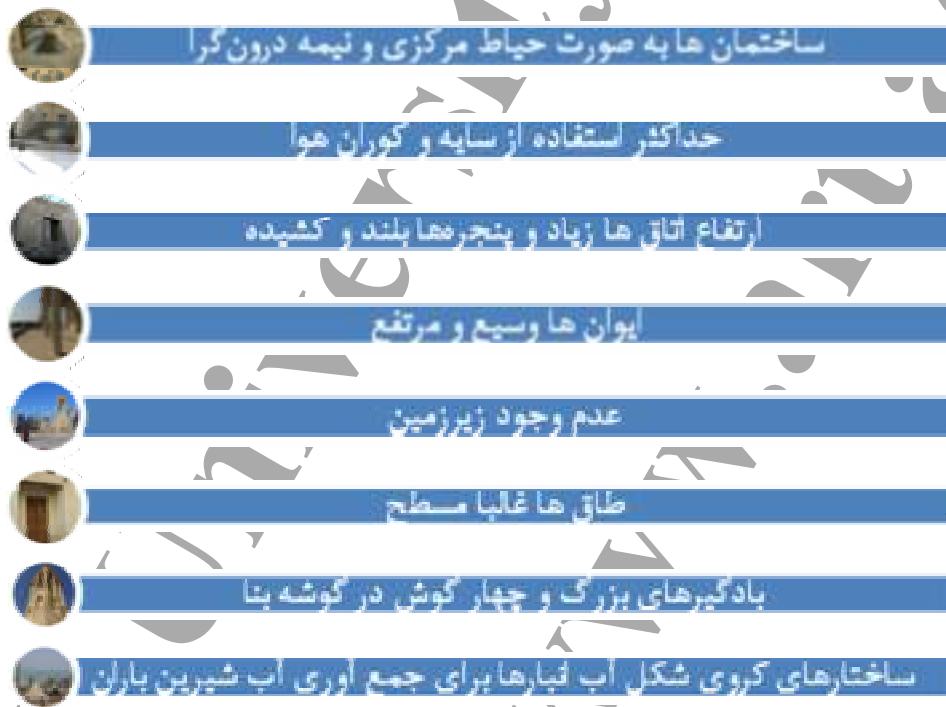 ساختمان ها به صورت حیاط مرکزی و نیمه درون‌گرا
حداکثر استفاده از سایه و کوران هوا
ارتفاع اتاق ها زیاد و پنجره‌ها بلند و کشیده
ایوان ها وسیع و مرتفع
عدم وجود زیرزمین
طاق ها غالبا مسطح
بادگیرهای بزرگ و چهار گوش در گوشه بنا
ساختارهای کروی شکل آب انبارها برای جمع آوری آب شیرین باران